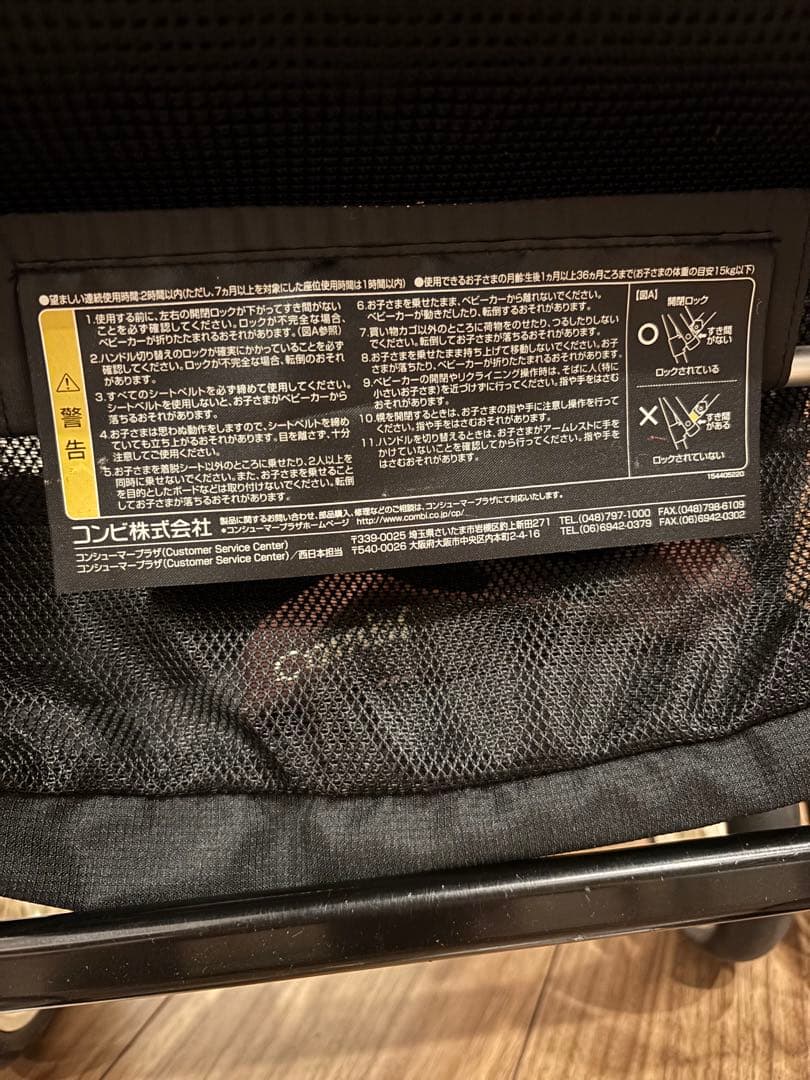 ●望ましい連続使用時間:2時間以内(ただし、7ヵ月以上を対象にした座位使用時間は1時間以内) ●使用できるお子さまの月齢:生後1ヵ月以上36ヵ月ころまで(お子さまの体重の目安15kg以下)
警告
1.使用する前に、左右の開閉ロックが下がってすき間がない
ことを必ず確認してください。ロックが不完全な場合、
ベビーカーが折りたたまれるおそれがあります。(図A参照)
2.ハンドル切り替えのロックが確実にかかっていることを必ず
確認してください。ロックが不完全な場合、転倒のおそれ
があります。
3.すべてのシートベルトを必ず締めて使用してください。
シートベルトを使用しないと、お子さまがベビーカーから
落ちるおそれがあります。
4.お子さまは思わぬ動作をしますので、シートベルトを締め
ていても立ち上がるおそれがあります。目を離さず、十分
注意してご使用ください。
5.お子さまを着脱シート以外のところに乗せたり、2人以上を
同時に乗せないでください。また、お子さまを乗せること
を目的としたボードなどは取り付けないでください。転倒
してお子さまが落ちるおそれがあります。
6.お子さまを乗せたまま、ベビーカーから離れないでください。
ベビーカーが動きだしたり、転倒するおそれがあります。
7.買い物カゴ以外のところに荷物をのせたり、つるしたりしない
でください。転倒してお子さまが落ちるおそれがあります。
8.お子さまを乗せたまま持ち上げて移動しないでください。お子
さまが落ちたり、ベビーカーが折りたたまれるおそれがあります。
9.ベビーカーの開閉やリクライニング操作時は、そばに人(特に
小さいお子さま)を近づけずに行ってください。指や手をはさむ
おそれがあります。
10.幌を開閉するときは、お子さまの指や手に注意し操作を行って
ください。指や手をはさむおそれがあります。
11.ハンドルを切り替えるときは、お子さまがアームレストに手を
かけていないことを確認してから行ってください。指や手を
はさむおそれがあります。
[図A]
開閉ロック
すき間
がない
ロックされている
すき間
がある
ロックされていない
154405220
コンビ株式会社 製品に関するお問い合わせ、部品購入、修理などのご相談は、コンシューマープラザにて対応いたします。
●コンシューマープラザホームページ http://www.combi.co.jp/cp/
コンシューマープラザ(Customer Service Center) 〒339-0025 埼玉県さいたま市岩槻区釣上新田271 TEL.(048)797-1000 FAX.(048)798-6109
コンシューマープラザ(Customer Service Center)/西日本担当 〒540-0026 大阪府大阪市中央区内本町2-4-16 TEL.(06)6942-0379 FAX.(06)6942-0302
combi